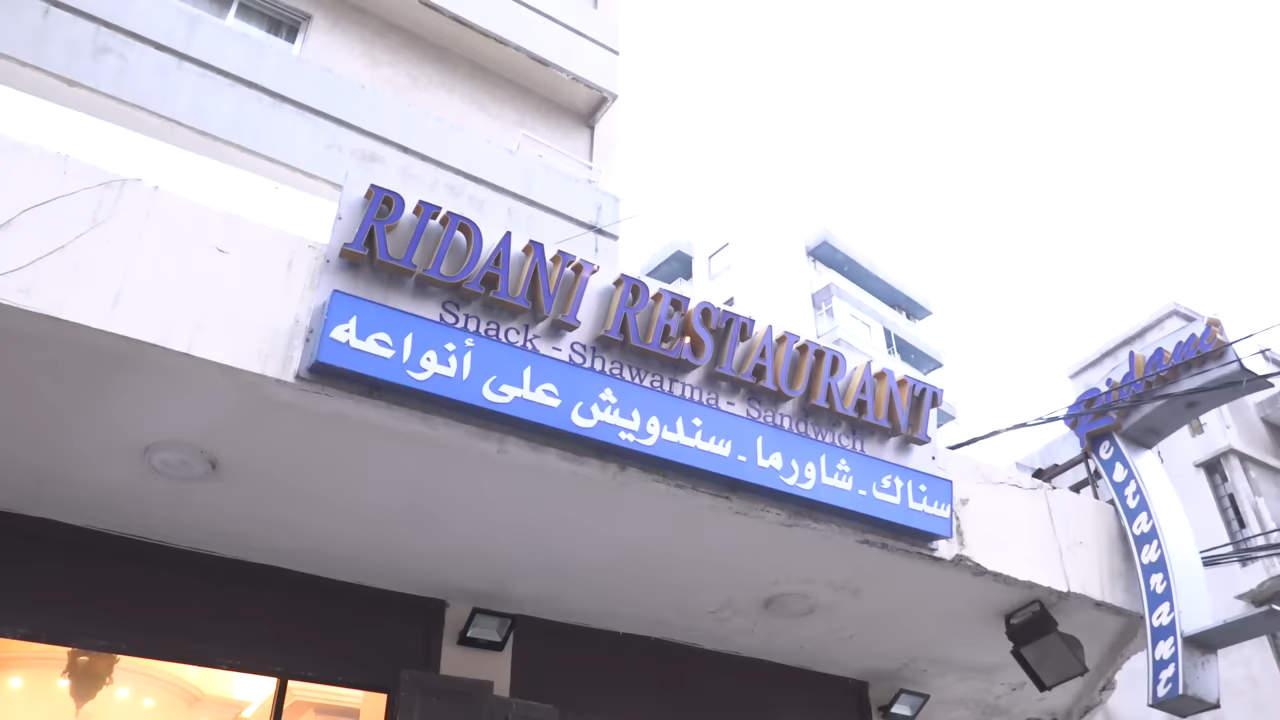 RIDANI RESTAURANT
Snack - Shawarma - Sandwich
سناك - شاورما - سندويش على أنواعه
Ridani
Restaurant